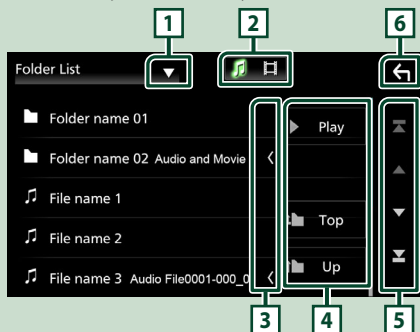 1 2 6
Folder List
Folder name 01
Play
Folder name 02 Audio and Movie
File name 1
File name 2
Top
File name 3 Audio File0001-000_0
Up
3 4 5